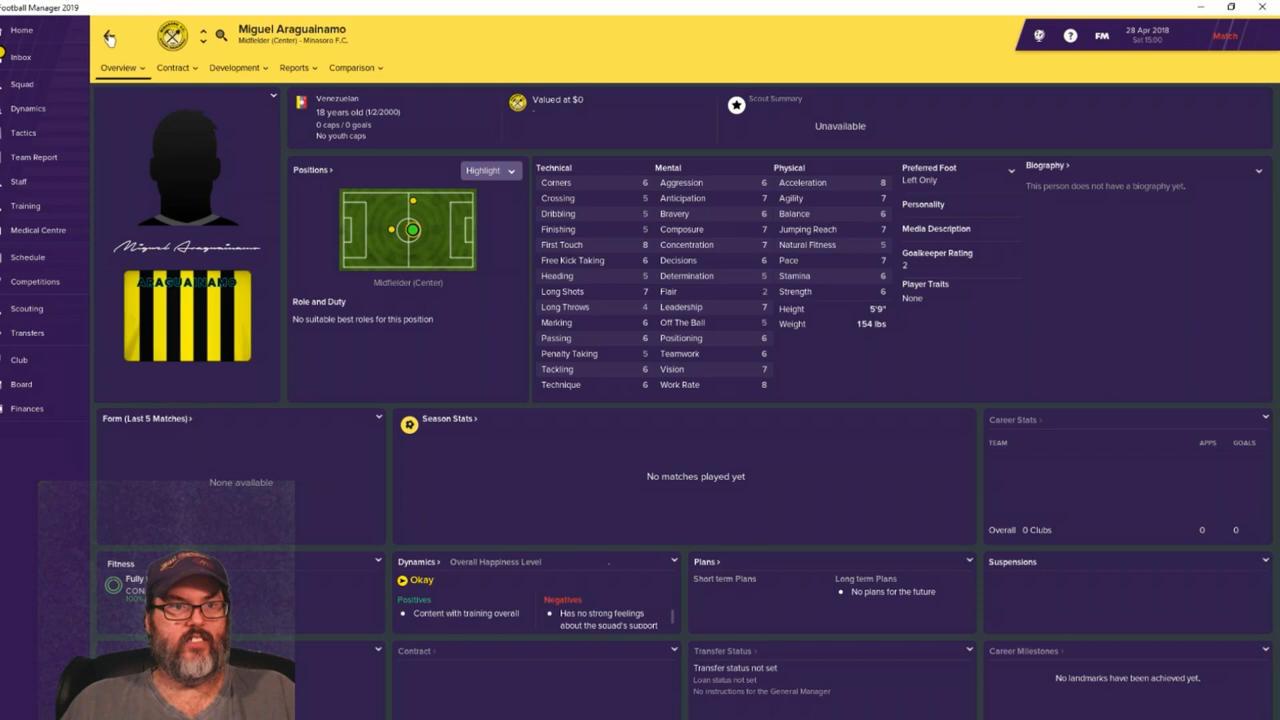 Football Manager 2019
Home
Inbox
Squad
Dynamics
Tactics
Team Report
Staff
Training
Medical Centre
Schedule
Competitions
Scouting
Transfers
Club
Board
Finances
Miguel Araguainamo
Midfielder (Center) - Minasoro F.C.
28 Apr 2018
Sat 15:00
FM
Match
Overview
Contract
Development
Reports
Comparison
Venezuelan
18 years old (1/2/2000)
0 caps / 0 goals
No youth caps
Valued at $0
-
Scout Summary
Unavailable
Miguel Araguainamo
ARAGUAINAMO
Positions >
Highlight
Midfielder (Center)
Role and Duty
No suitable best roles for this position
Technical
Corners 6
Crossing 5
Dribbling 5
Finishing 5
First Touch 8
Free Kick Taking 6
Heading 5
Long Shots 7
Long Throws 4
Marking 6
Passing 6
Penalty Taking 5
Tackling 6
Technique 6
Mental
Aggression 6
Anticipation 7
Bravery 6
Composure 7
Concentration 7
Decisions 6
Determination 5
Flair 2
Leadership 7
Off The Ball 5
Positioning 6
Teamwork 6
Vision 7
Work Rate 8
Physical
Acceleration 8
Agility 7
Balance 6
Jumping Reach 7
Natural Fitness 5
Pace 7
Stamina 6
Strength 6
Height 5'9"
Weight 154 lbs
Preferred Foot
Left Only
Personality
Media Description
Goalkeeper Rating
2
Player Traits
None
Biography >
This person does not have a biography yet.
Form (Last 5 Matches) >
None available
Season Stats >
No matches played yet
Career Stats >
TEAM APPS GOALS
Overall 0 Clubs 0 0
Fitness
Fully
CON
100%
Dynamics > Overall Happiness Level
Okay
Positives
• Content with training overall
Negatives
• Has no strong feelings
about the squad's support
Plans >
Short term Plans
Long term Plans
• No plans for the future
Suspensions
Contract >
Transfer Status >
Transfer status not set
Loan status not set
No instructions for the General Manager
Career Milestones >
No landmarks have been achieved yet.